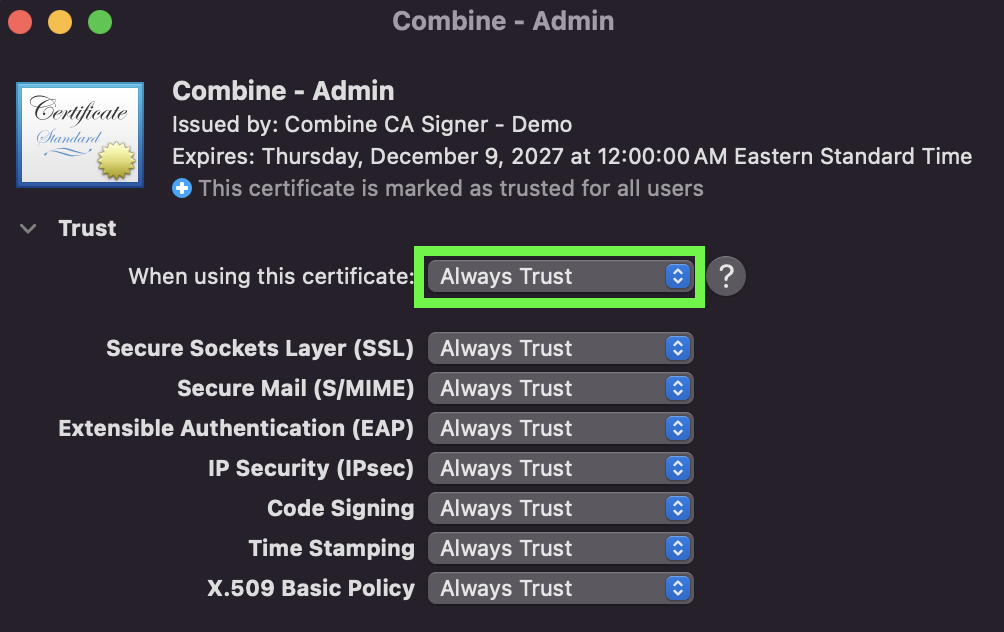 Combine - Admin
Certificate
Standard
Combine - Admin
Issued by: Combine CA Signer - Demo
Expires: Thursday, December 9, 2027 at 12:00:00 AM Eastern Standard Time
This certificate is marked as trusted for all users
Trust
When using this certificate: Always Trust ?
Secure Sockets Layer (SSL) Always Trust
Secure Mail (S/MIME) Always Trust
Extensible Authentication (EAP) Always Trust
IP Security (IPsec) Always Trust
Code Signing Always Trust
Time Stamping Always Trust
X.509 Basic Policy Always Trust